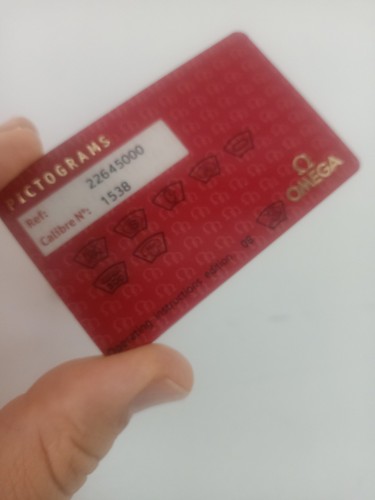 PICTOGRAMS
Ref: 22645000
Calibre N°: 1538
Ω
OMEGA